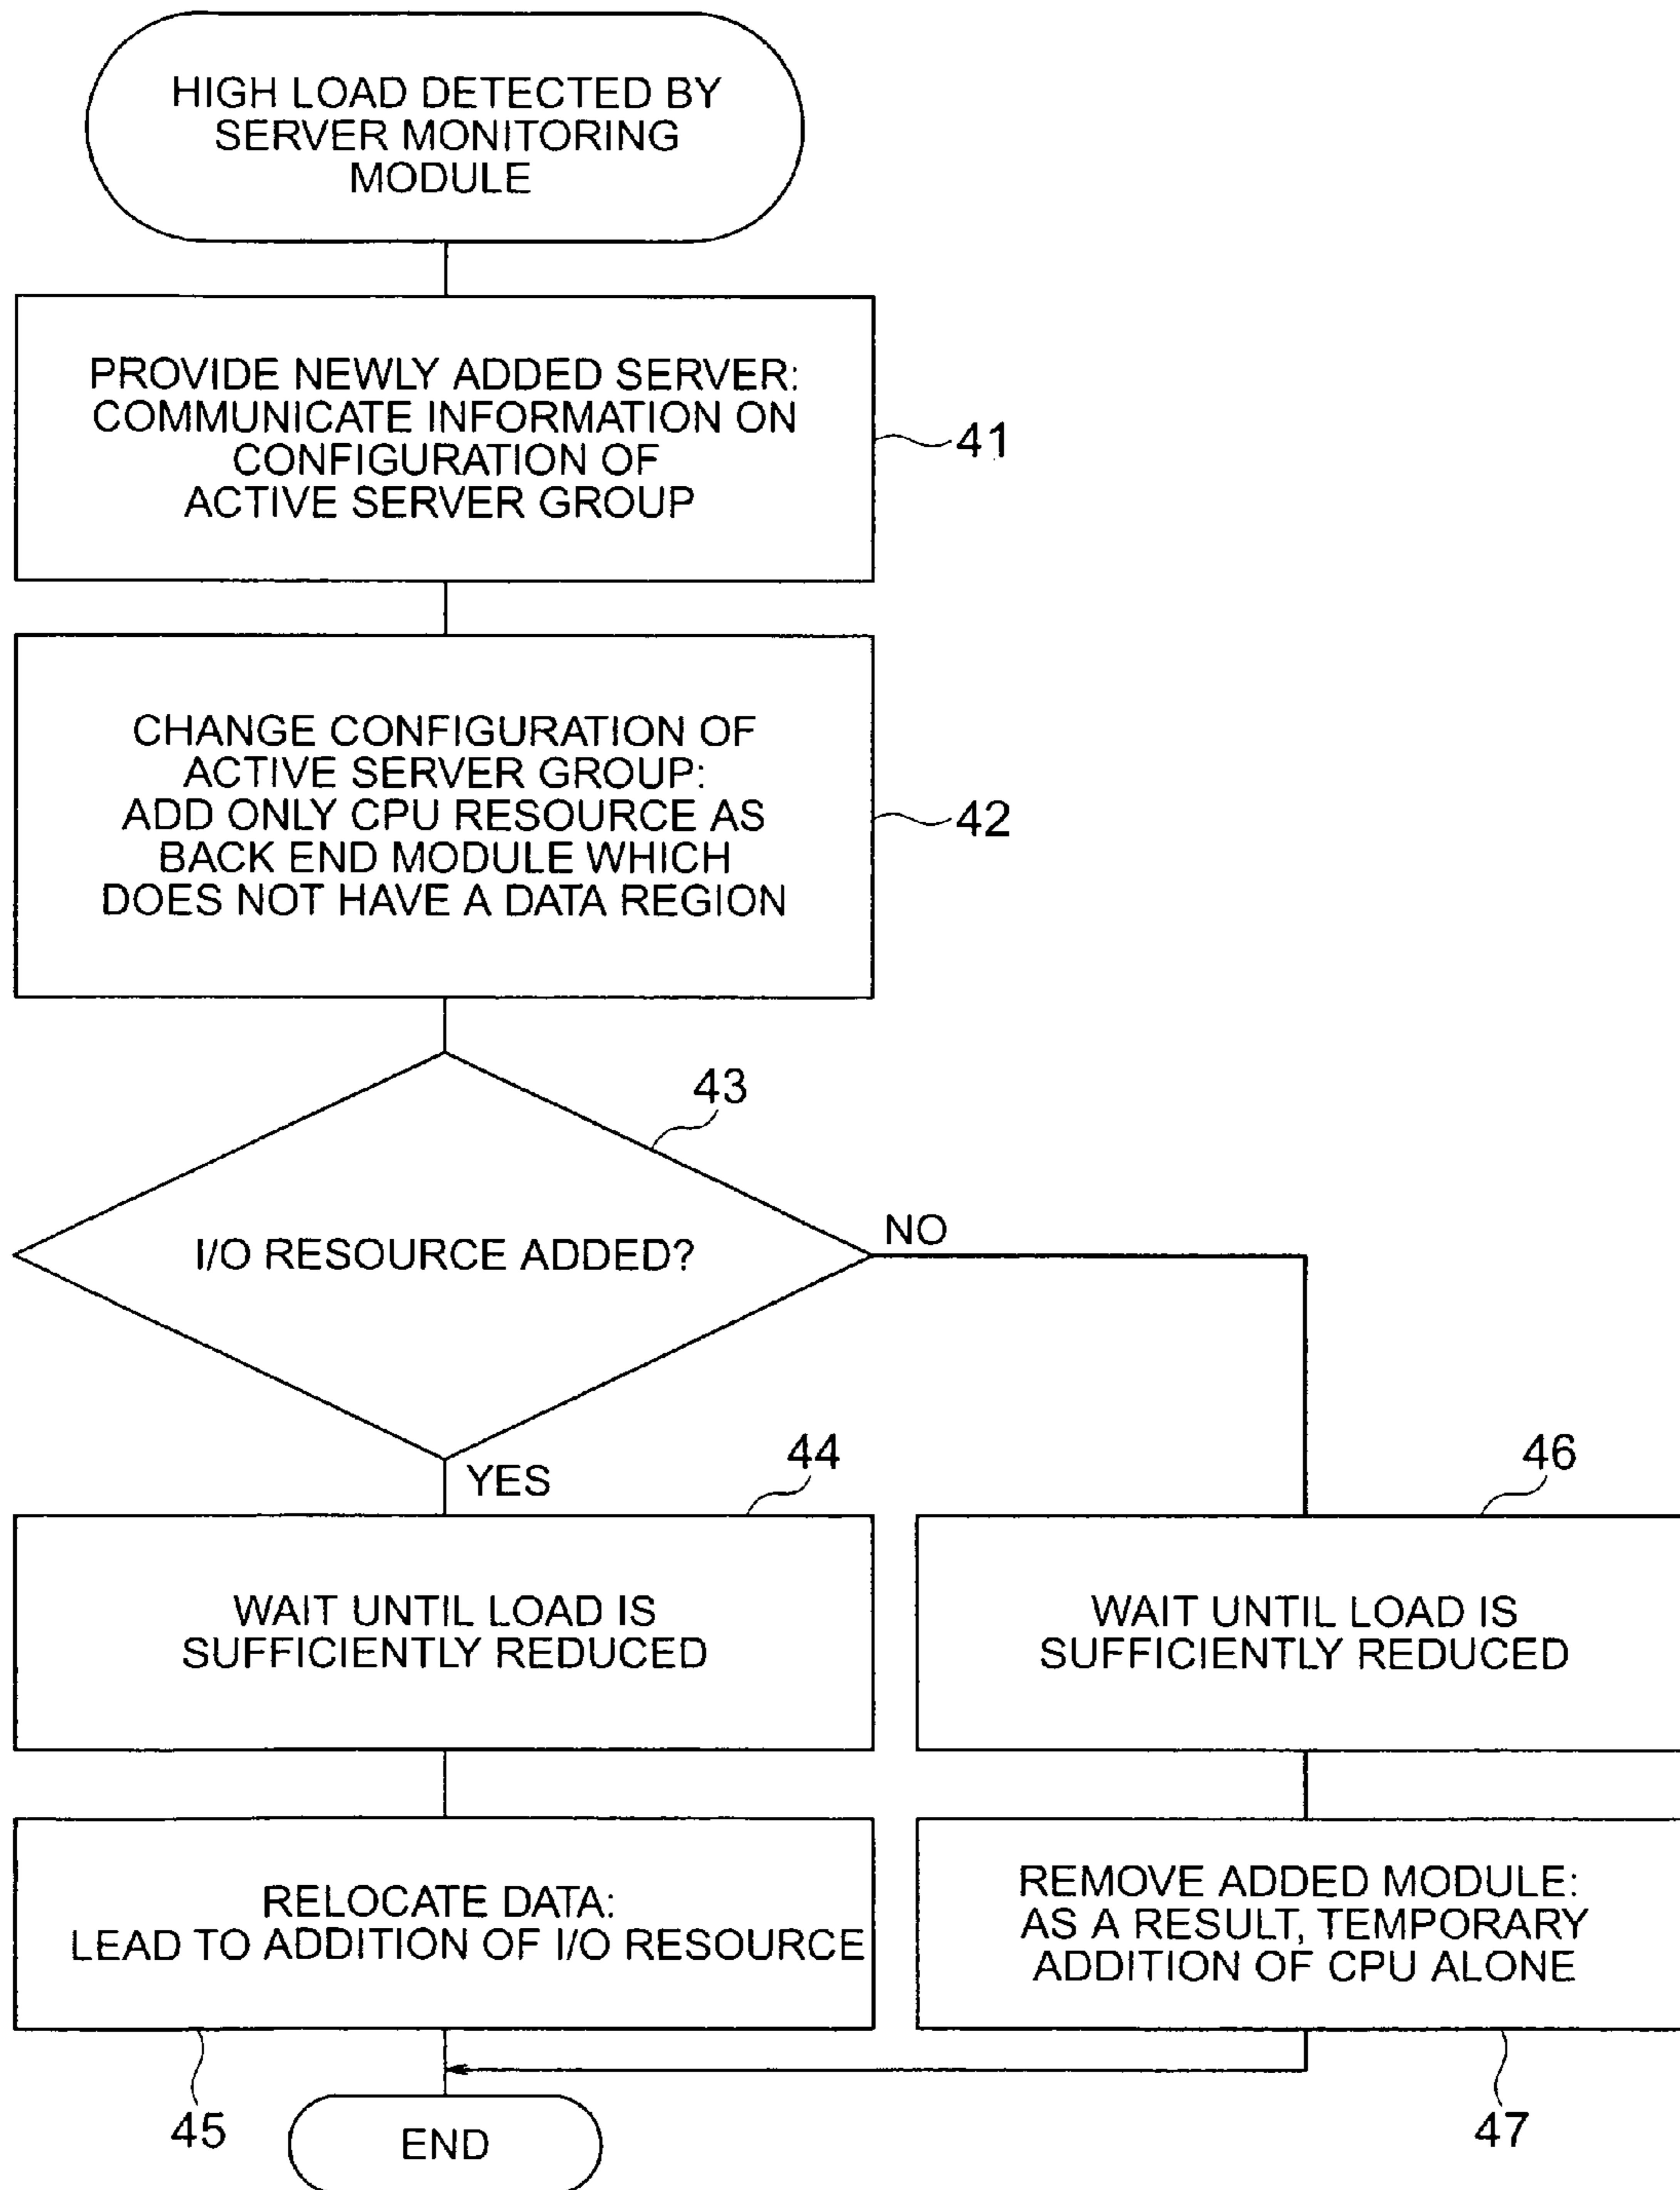 HIGH LOAD DETECTED BY
SERVER MONITORING
MODULE
PROVIDE NEWLY ADDED SERVER:
COMMUNICATE INFORMATION ON
CONFIGURATION OF
ACTIVE SERVER GROUP
41
CHANGE CONFIGURATION OF
ACTIVE SERVER GROUP:
ADD ONLY CPU RESOURCE AS
BACK END MODULE WHICH
DOES NOT HAVE A DATA REGION
42
43
I/O RESOURCE ADDED?
NO
YES
44
WAIT UNTIL LOAD IS
SUFFICIENTLY REDUCED
46
WAIT UNTIL LOAD IS
SUFFICIENTLY REDUCED
RELOCATE DATA:
LEAD TO ADDITION OF I/O RESOURCE
45
REMOVE ADDED MODULE:
AS A RESULT, TEMPORARY
ADDITION OF CPU ALONE
47
END